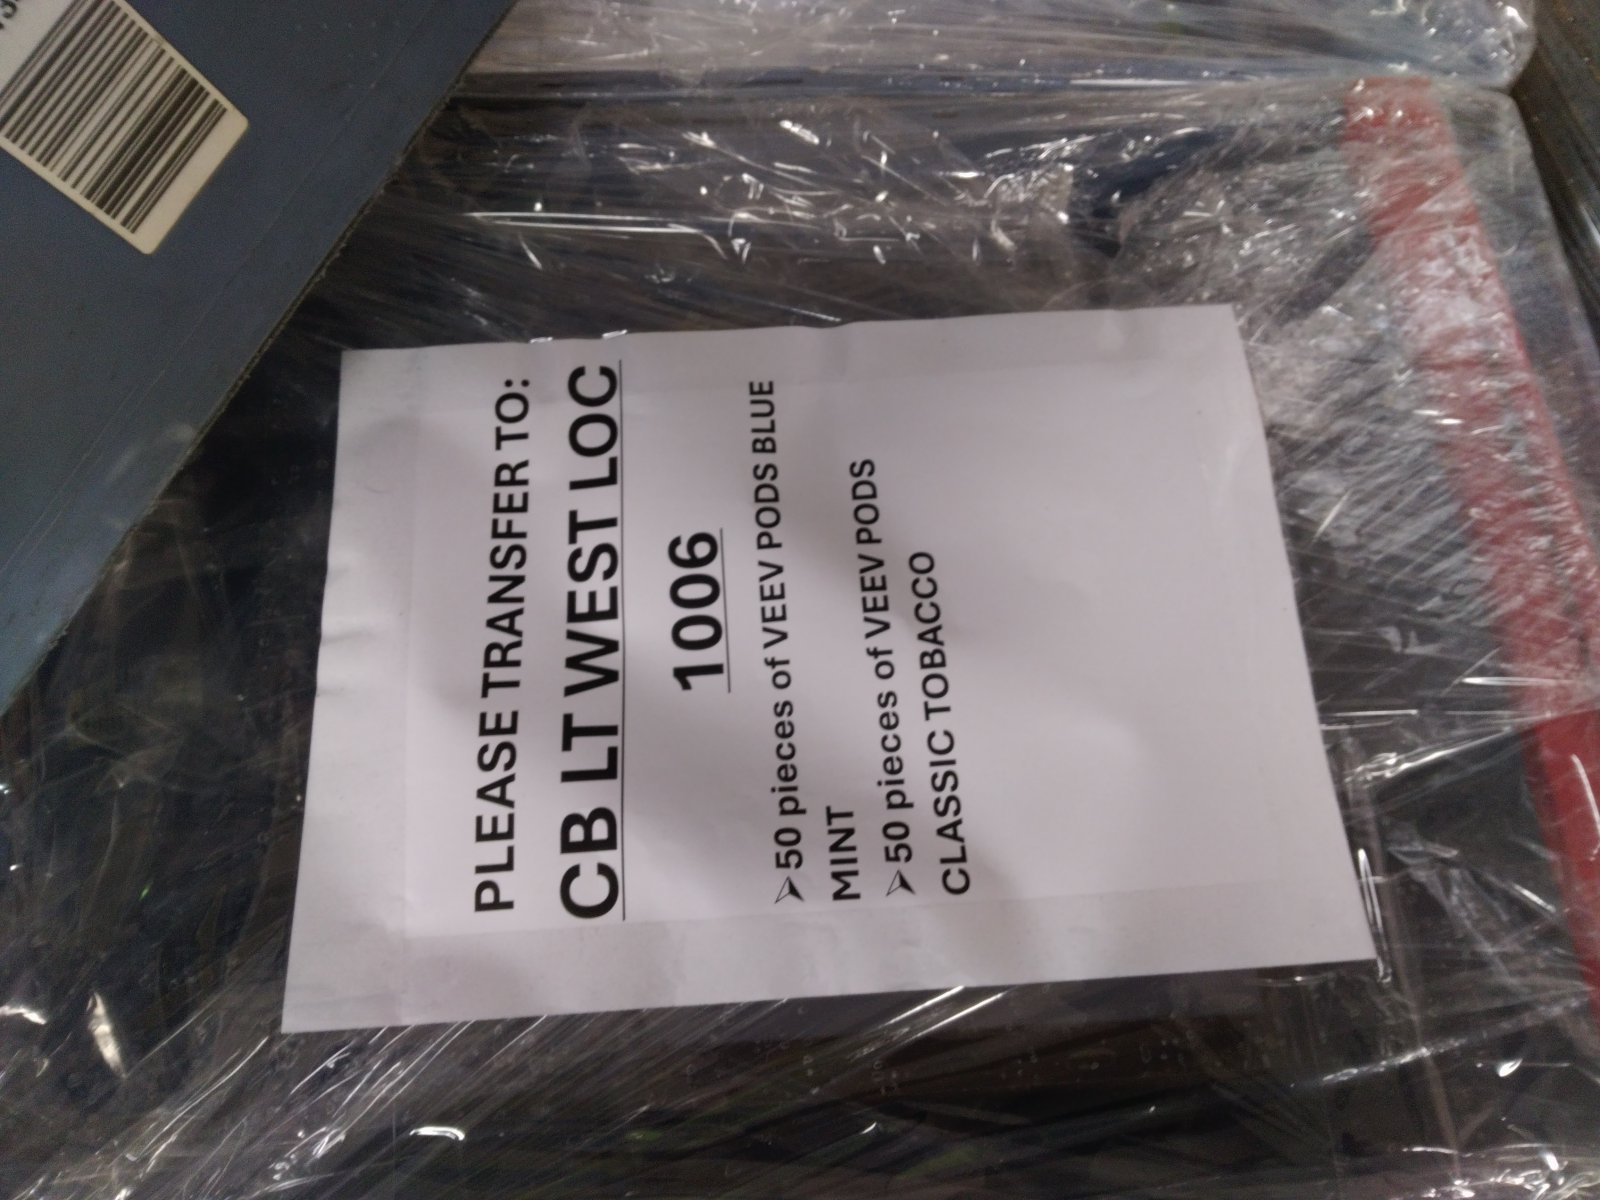 PLEASE TRANSFER TO:
CB LT WEST LOC
1006
➢ 50 pieces of VEEV PODS BLUE
MINT
➢ 50 pieces of VEEV PODS
CLASSIC TOBACCO